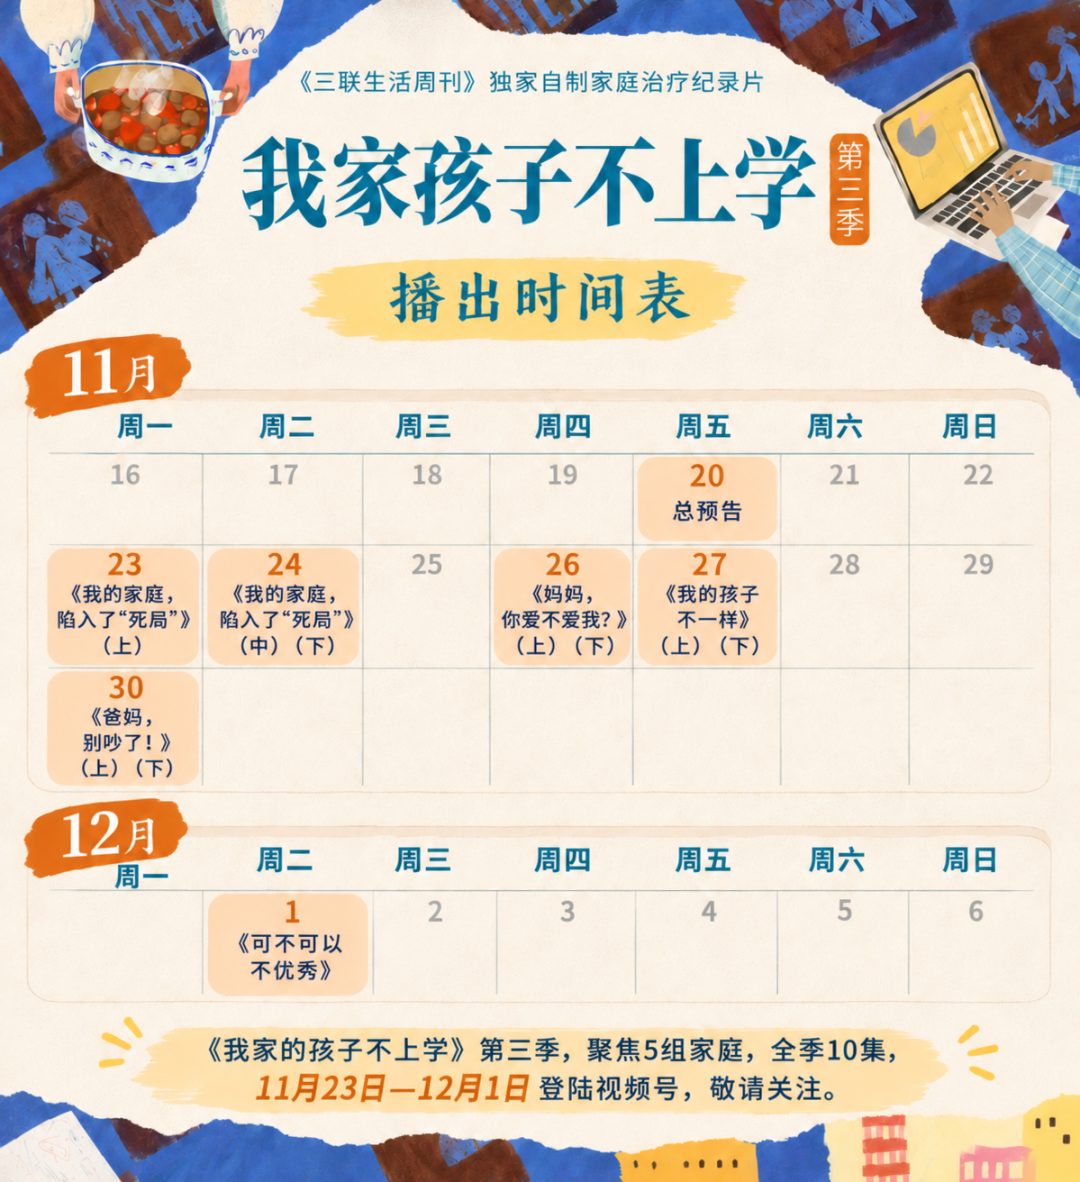 《三联生活周刊》独家自制家庭治疗纪录片
我家孩子不上学
第三季
播出时间表
11月
周一 周二 周三 周四 周五 周六 周日
16 17 18 19 20 21 22
总预告
23 24 25 26 27 28 29
《我的家庭，
陷入了“死局”》
（上）
《我的家庭，
陷入了“死局”》
（中）（下）
《妈妈，
你爱不爱我？》
（上）（下）
《我的孩子
不一样》
（上）（下）
30
《爸妈，
别吵了！》
（上）（下）
12月
周一 周二 周三 周四 周五 周六 周日
1 2 3 4 5 6
《可不可以
不优秀》
《我家的孩子不上学》第三季，聚焦5组家庭，全季10集，
11月23日—12月1日 登陆视频号，敬请关注。